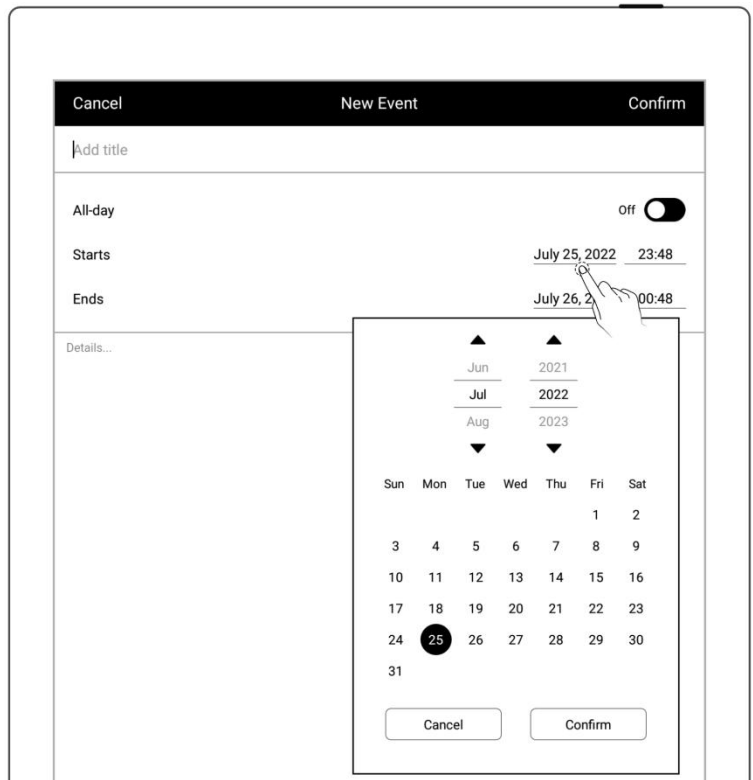 Cancel New Event Confirm
Add title
All-day Off
Starts July 25, 2022 23:48
Ends July 26, 2 00:48
Details...
Jun 2021
Jul 2022
Aug 2023
Sun Mon Tue Wed Thu Fri Sat
1 2
3 4 5 6 7 8 9
10 11 12 13 14 15 16
17 18 19 20 21 22 23
24 25 26 27 28 29 30
31
Cancel Confirm